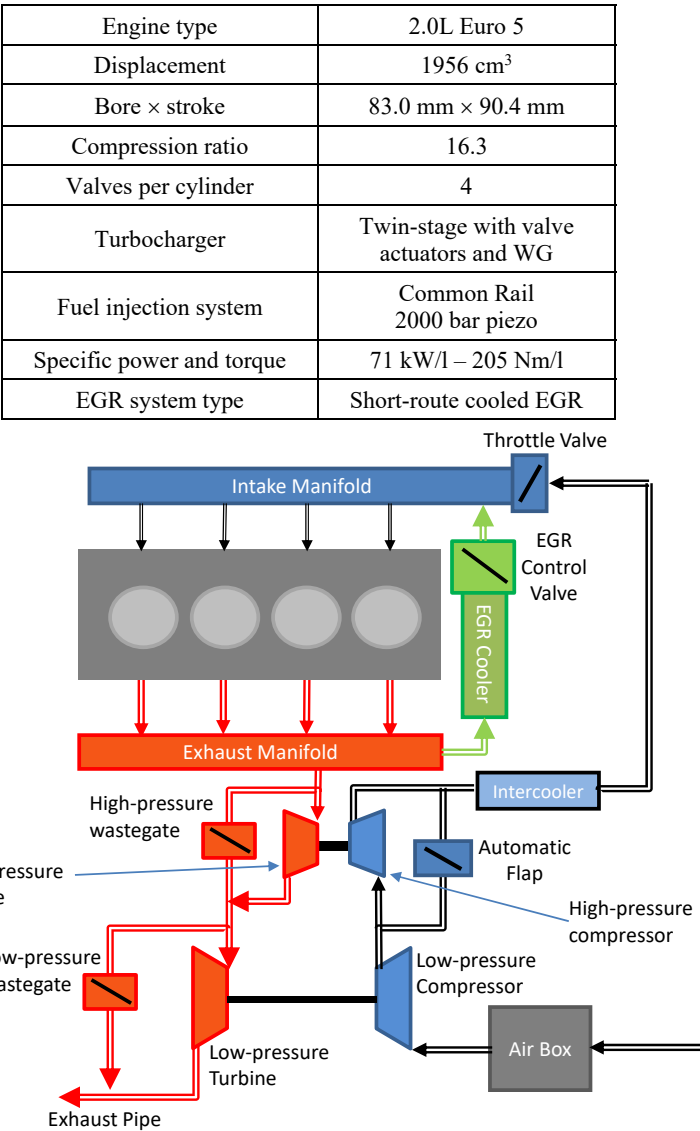 Engine type 2.0L Euro 5
Displacement 1956 cm³
Bore × stroke 83.0 mm × 90.4 mm
Compression ratio 16.3
Valves per cylinder 4
Turbocharger Twin-stage with valve
actuators and WG
Fuel injection system Common Rail
2000 bar piezo
Specific power and torque 71 kW/l – 205 Nm/l
EGR system type Short-route cooled EGR
Throttle Valve
Intake Manifold
EGR
Control
Valve
EGR Cooler
Exhaust Manifold
Intercooler
High-pressure
wastegate
Automatic
Flap
High-pressure
compressor
Low-pressure
Compressor
Air Box
Low-pressure
Turbine
Exhaust Pipe